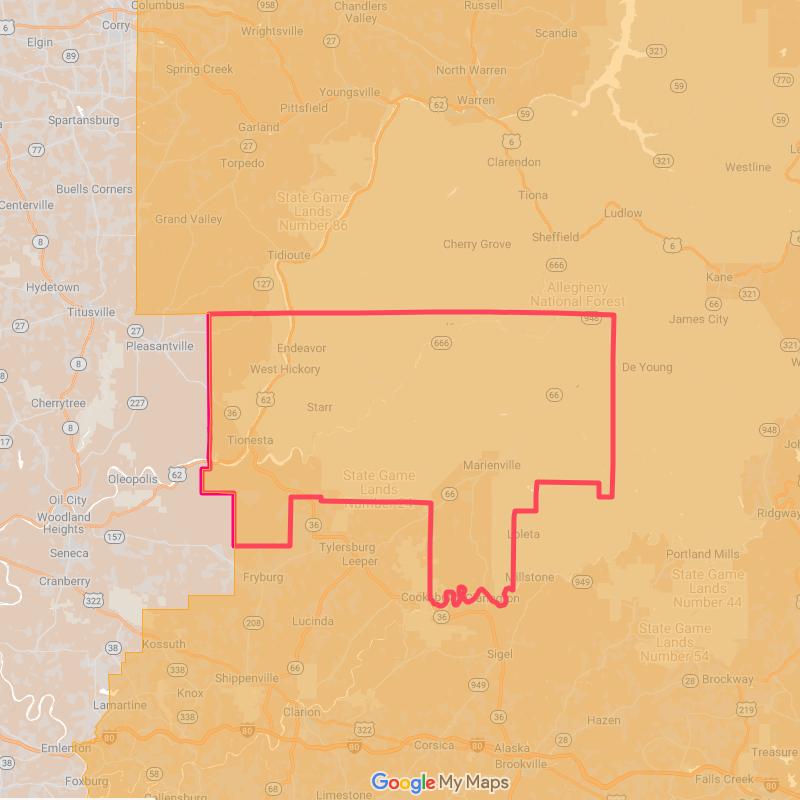 Columbus
958
Chandlers
Valley
Russell
6
Corry
Elgin
Wrightsville
Scandia
27
321
89
Spring Creek
North Warren
59
770
Youngsville
62
Warren
Pittsfield
59
Spartansburg
Garland
6
27
77
Torpedo
Clarendon
321
Westline
Buells Corners
State Game
Lands
Number 86
Tiona
Centerville
Grand Valley
Ludlow
8
Sheffield
Cherry Grove
6
Tidioute
666
Kane
Hydetown
127
Allegheny
National Forest
321
Titusville
66
27
27
948
James City
Pleasantville
Endeavor
666
321
8
West Hickory
De Young
Cherrytree
227
62
66
36
Starr
8
948
17
Tionesta
Marienville
Oleopolis
62
State Game
Lands
66
Oil City
Woodland
Heights
Ridgway
36
157
Loleta
Seneca
Tylersburg
Leeper
Portland Mills
Cranberry
Fryburg
Millstone
949
State Game
Lands
Number 44
322
36
208
Lucinda
State Game
Lands
Number 54
Kossuth
38
338
66
Sigel
Shippenville
949
28
Brockway
Knox
Lamartine
338
Clarion
36
219
Hazen
80
322
28
Emlenton
80
Corsica
80
Alaska
Treasure
38
Brookville
Foxburg
58
Falls Creek
80
68
Google My Maps
Callensburg
Limestone